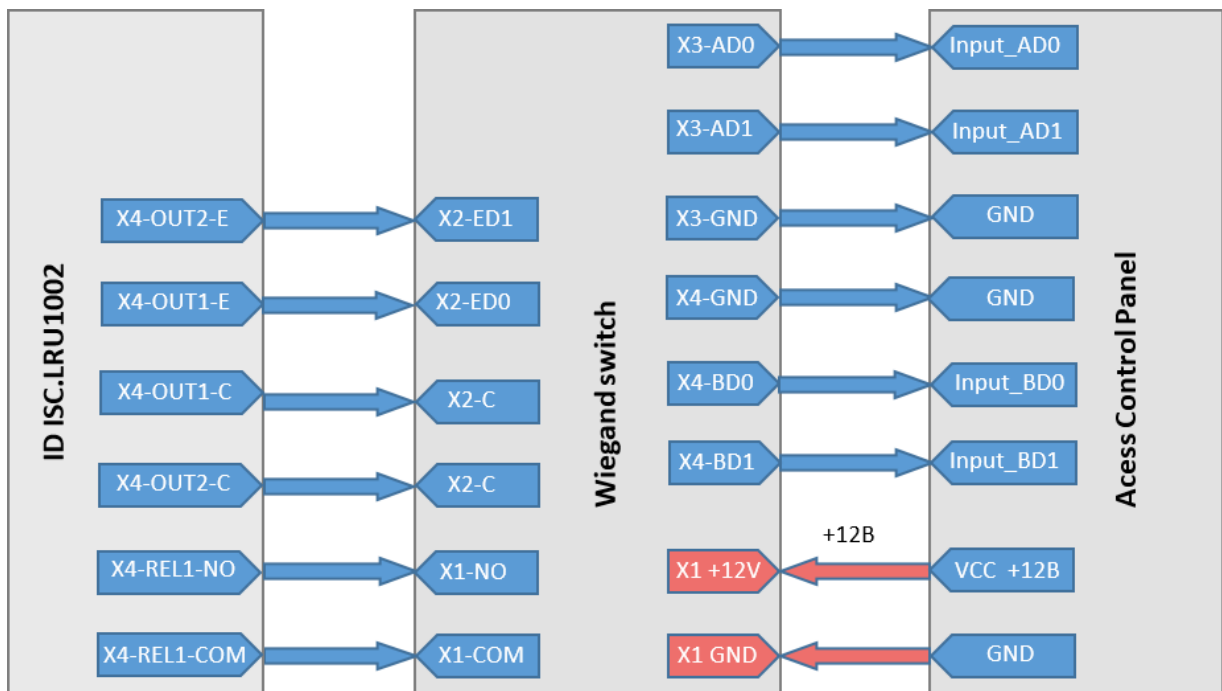 X3-AD0
Input_AD0
X3-AD1
Input_AD1
X4-OUT2-E
X2-ED1
X3-GND
GND
X4-OUT1-E
X2-ED0
X4-GND
GND
X4-OUT1-C
X2-C
X4-BD0
Input_BD0
X4-OUT2-C
X2-C
X4-BD1
Input_BD1
+12B
X4-REL1-NO
X1-NO
X1 +12V
VCC +12B
X4-REL1-COM
X1-COM
X1 GND
GND
ID ISC.LRU1002
Wiegand switch
Acess Control Panel